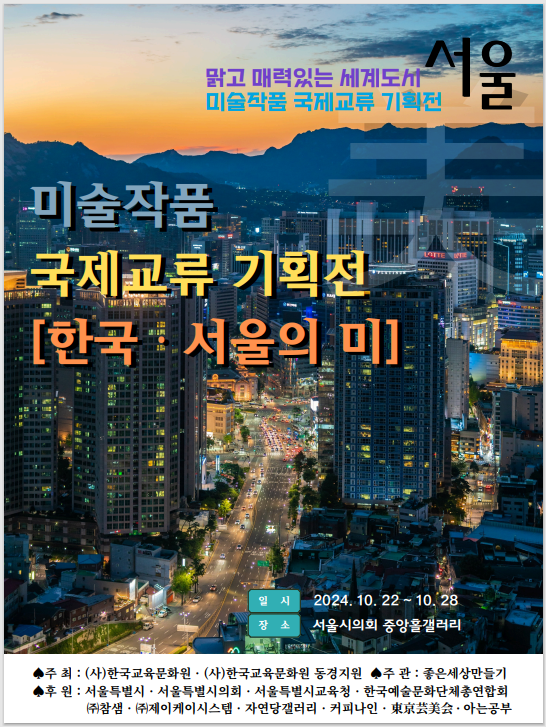 맑고 매력있는 세계도시 서울
미술작품 국제교류 기획전
美
미술작품
국제교류 기획전
[한국 · 서울의 미]
일 시 2024. 10. 22 ~ 10. 28
장 소 서울시의회 중앙홀갤러리
♠주 최 : (사)한국교육문화원 · (사)한국교육문화원 동경지원 ♠주 관 : 좋은세상만들기
♠후 원 : 서울특별시 · 서울특별시의회 · 서울특별시교육청 · 한국예술문화단체총연합회
㈜참샘 · ㈜제이케이시스템 · 자연당갤러리 · 커피나인 · 東京芸美会 · 아는공부